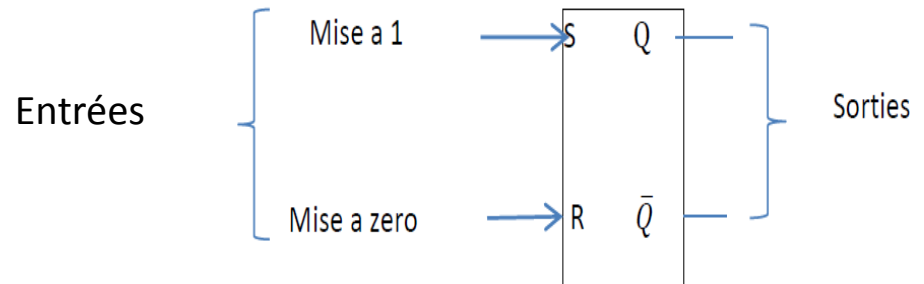 Mise a 1
S Q
Entrées
Sorties
Mise a zero
R Q̄